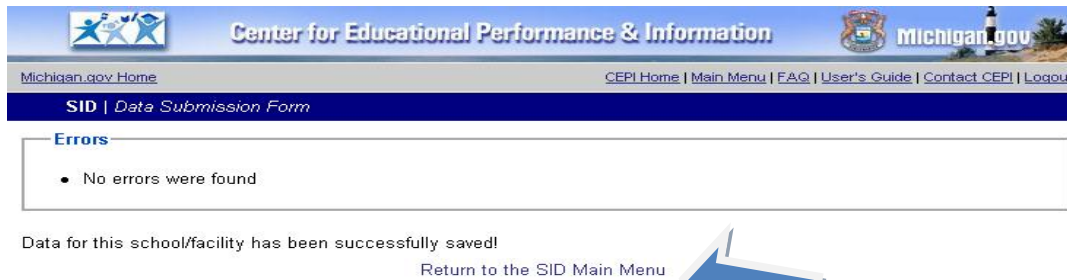 Center for Educational Performance & Information
Michigan.gov
Michigan.gov Home
CEPI Home | Main Menu | FAQ | User's Guide | Contact CEPI | Logou
SID | Data Submission Form
Errors
• No errors were found
Data for this school/facility has been successfully saved!
Return to the SID Main Menu